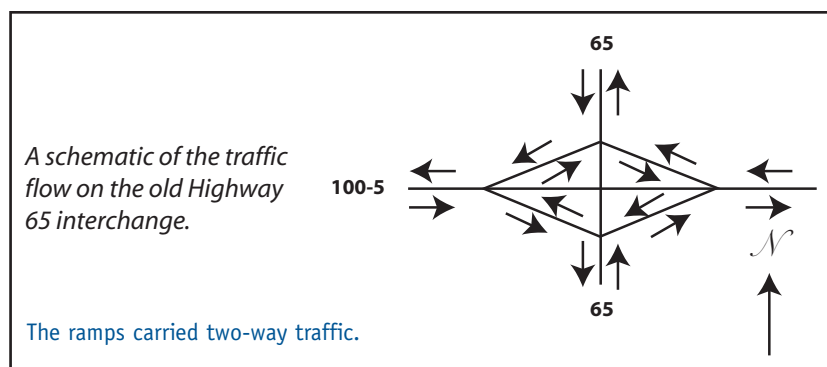 65
A schematic of the traffic
flow on the old Highway
65 interchange.
100-5
N
65
The ramps carried two-way traffic.